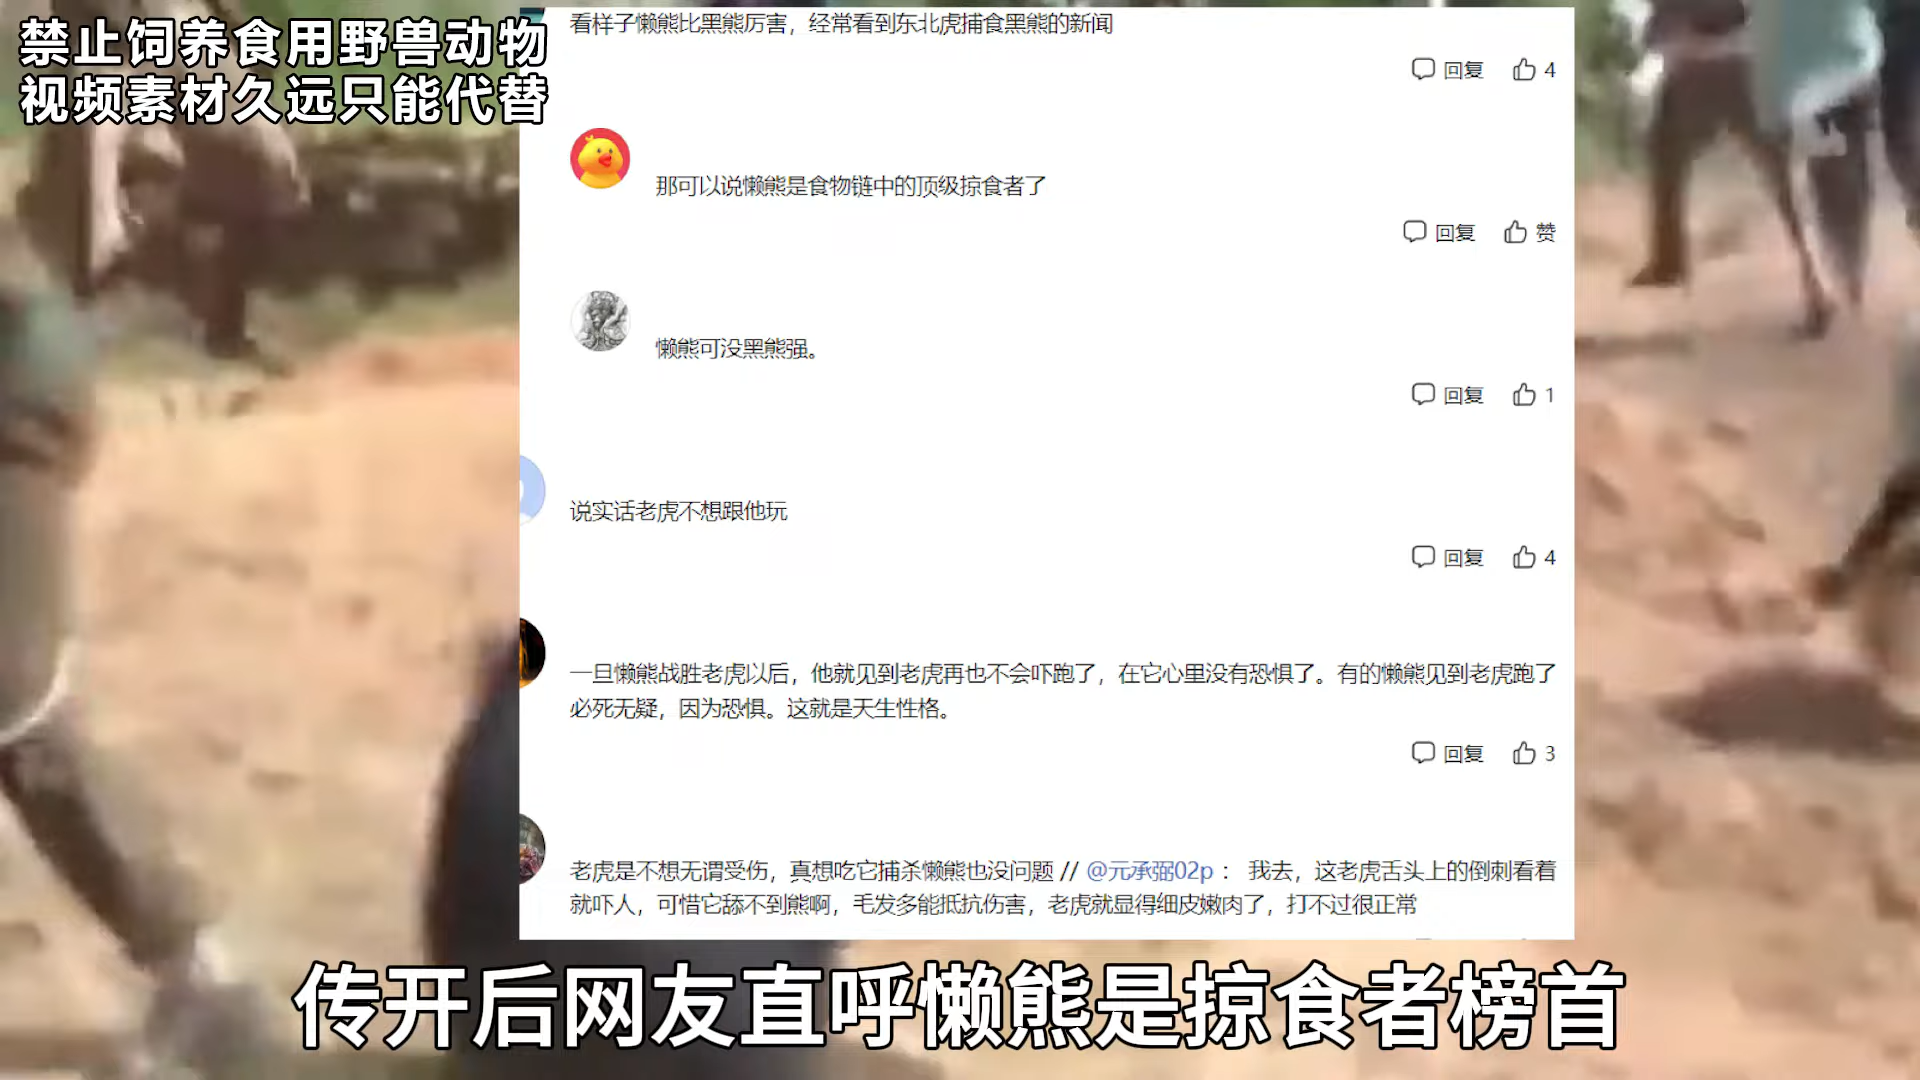 禁止饲养食用野兽动物
视频素材久远只能代替
看样子懒熊比黑熊厉害，经常看到东北虎捕食黑熊的新闻
回复 4
那可以说懒熊是食物链中的顶级掠食者了
回复 赞
懒熊可没黑熊强。
回复 1
说实话老虎不想跟他玩
回复 4
一旦懒熊战胜老虎以后，他就见到老虎再也不会吓跑了，在它心里没有恐惧了。有的懒熊见到老虎跑了
必死无疑，因为恐惧。这就是天生性格。
回复 3
老虎是不想无谓受伤，真想吃它捕杀懒熊也没问题 // @元承弼02p： 我去，这老虎舌头上的倒刺看着
就吓人，可惜它舔不到熊啊，毛发多能抵抗伤害，老虎就显得细皮嫩肉了，打不过很正常
传开后网友直呼懒熊是掠食者榜首